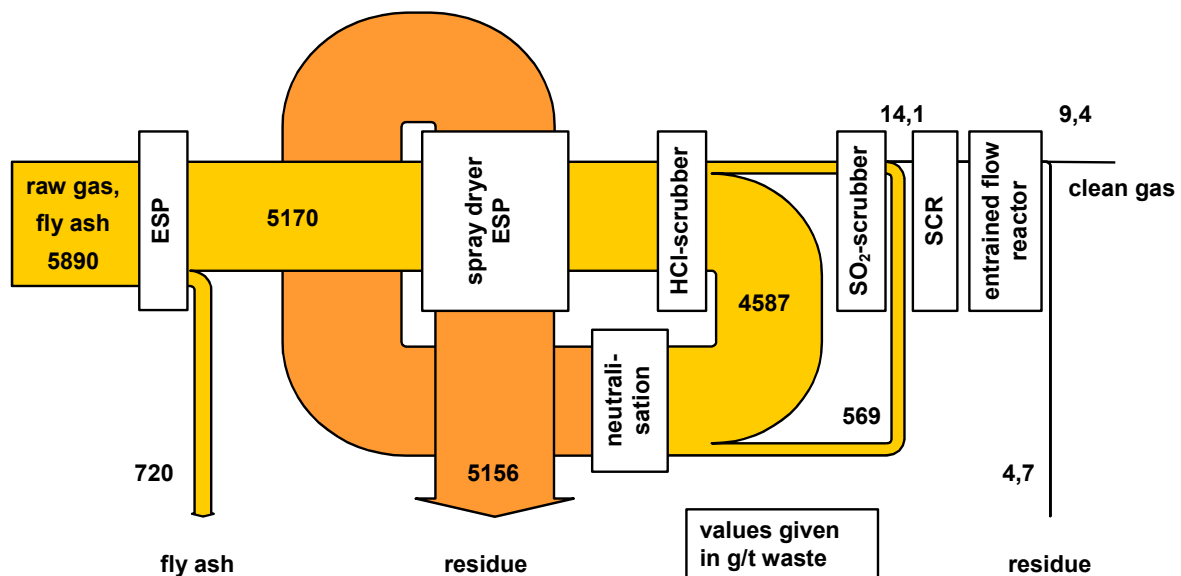 14,1
9,4
raw gas,
fly ash
5890
ESP
5170
spray dryer
ESP
HCl-scrubber
4587
SO₂-scrubber
SCR
entrained flow
reactor
clean gas
neutrali-
sation
569
720
5156
4,7
values given
in g/t waste
fly ash
residue
residue